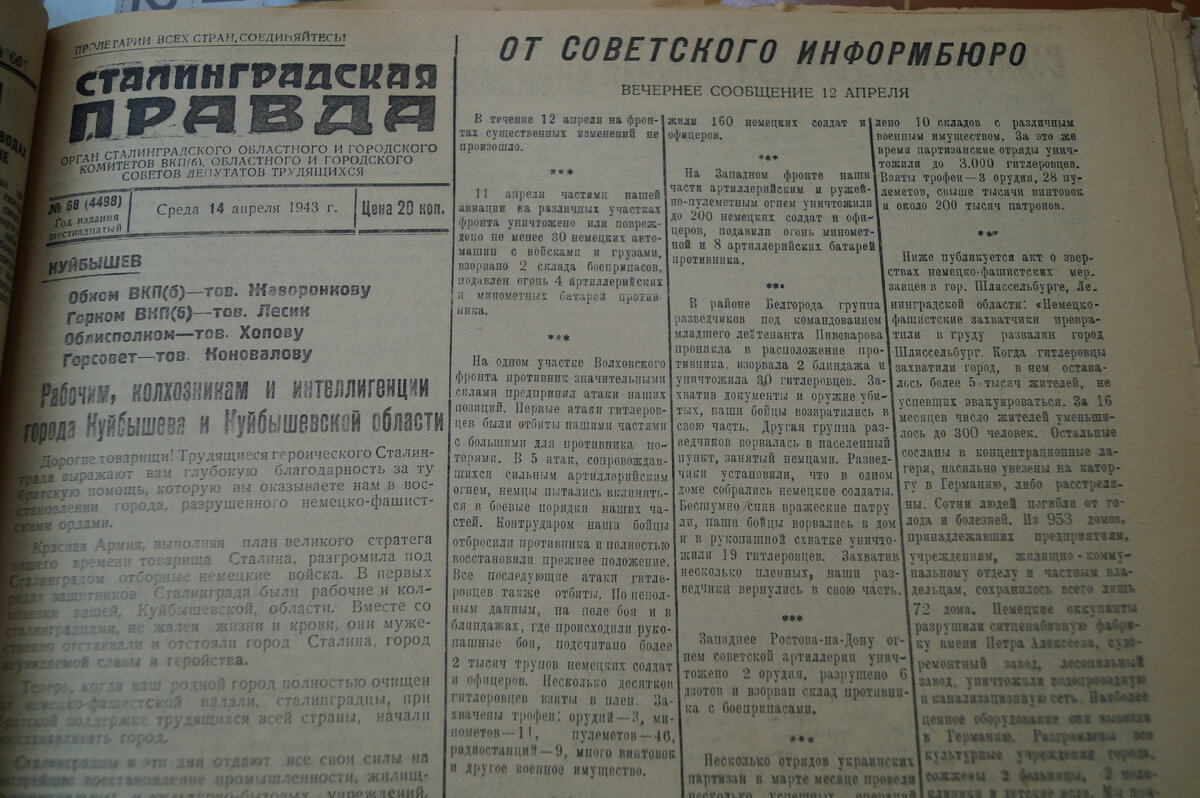 ПРОЛЕТАРИИ ВСЕХ СТРАН, СОЕДИНЯЙТЕСЬ!
СТАЛИНГРАДСКАЯ
ПРАВДА
ОРГАН СТАЛИНГРАДСКОГО ОБЛАСТНОГО И ГОРОДСКОГО
КОМИТЕТОВ ВКП(б), ОБЛАСТНОГО И ГОРОДСКОГО
СОВЕТОВ ДЕПУТАТОВ ТРУДЯЩИХСЯ
№ 68 (4498)
Год издания
шестнадцатый
Среда 14 апреля 1943 г.
Цена 20 коп.
КУЙБЫШЕВ
Обком ВКП(б)—тов. Жаворонкову
Горком ВКП(б)—тов. Лесик
Облисполком—тов. Хопову
Горсовет—тов. Коновалову
Рабочим, колхозникам и интеллигенции
города Куйбышева и Куйбышевской области
Дорогие товарищи! Трудящиеся героического Сталин-
града выражают вам глубокую благодарность за ту
братскую помощь, которую вы оказываете нам в вос-
становлении города, разрушенного немецко-фашист-
скими ордами.
Красная Армия, выполняя план великого стратега
нашего времени товарища Сталина, разгромила под
Сталинградом отборные немецкие войска. В первых
рядах защитников Сталинграда были рабочие и кол-
хозники вашей, Куйбышевской, области. Вместе со
сталинградцами, не жалея жизни и крови, они муже-
ственно отстаивали и отстояли город Сталина, город
неувядаемой славы и геройства.
Теперь, когда наш родной город полностью очищен
от немецко-фашистской падали, сталинградцы, при
братской поддержке трудящихся всей страны, начали
восстанавливать город.
Сталинградцы в эти дни отдают все свои силы на
восстановление промышленности, жилищ-
культурно-бытовых учреждений.
ОТ СОВЕТСКОГО ИНФОРМБЮРО
ВЕЧЕРНЕЕ СООБЩЕНИЕ 12 АПРЕЛЯ
В течение 12 апреля на фрон-
тах существенных изменений не
произошло.
***
11 апреля частями нашей
авиации на различных участках
фронта уничтожено или повреж-
дено не менее 30 немецких авто-
машин с войсками и грузами,
взорвано 2 склада боеприпасов,
подавлен огонь 4 артиллерийских
и минометных батарей против-
ника.
***
На одном участке Волховского
фронта противник значительными
силами предпринял атаки наших
позиций. Первые атаки гитлеров-
цев были отбиты нашими частями
с большими для противника по-
терями. В 5 атак, сопровождав-
шихся сильным артиллерийским
огнем, немцы пытались вклинить-
ся в боевые порядки наших час-
тей. Контрударом наши бойцы
отбросили противника и полностью
восстановили прежнее положение.
Все последующие атаки гитле-
ровцев также отбиты. По непол-
ным данным, на поле боя и в
блиндажах, где происходили руко-
пашные бои, подсчитано более
2 тысяч трупов немецких солдат
и офицеров. Несколько десятков
гитлеровцев взяты в плен. За-
хвачены трофеи: орудий—3, ми-
нометов—11, пулеметов—46,
радиостанций—9, много винтовок
и другое военное имущество.
жили 160 немецких солдат и
офицеров.
***
На Западном фронте наши
части артиллерийским и ружей-
но-пулеметным огнем уничтожили
до 200 немецких солдат и офи-
церов, подавили огонь миномет-
ной и 8 артиллерийских батарей
противника.
***
В районе Белгорода группа
разведчиков под командованием
младшего лейтенанта Пивоварова
проникла в расположение про-
тивника, взорвала 2 блиндажа и
уничтожила 30 гитлеровцев. За-
хватив документы и оружие уби-
тых, наши бойцы возвратились в
свою часть. Другая группа раз-
ведчиков ворвалась в населенный
пункт, занятый немцами. Развед-
чики установили, что в одном
доме собрались немецкие солдаты.
Бесшумно сняв вражеские патру-
ли, наши бойцы ворвались в дом
и в рукопашной схватке уничто-
жили 19 гитлеровцев. Захватив
несколько пленных, наши раз-
ведчики вернулись в свою часть.
***
Западнее Ростова-на-Дону ог-
нем советской артиллерии унич-
тожено 2 орудия, разрушено 6
дзотов и взорван склад противни-
ка с боеприпасами.
***
Несколько отрядов украинских
партизан в марте месяце провели
несколько успешных операций
лено 10 складов с различным
военным имуществом. За это же
время партизанские отряды унич-
тожили до 3.000 гитлеровцев.
Взяты трофеи—3 орудия, 28 пу-
леметов, свыше тысячи винтовок
и около 200 тысяч патронов.
***
Ниже публикуется акт о звер-
ствах немецко-фашистских мер-
завцев в гор. Шлиссельбурге, Ле-
нинградской области: «Немецко-
фашистские захватчики превра-
тили в груду развалин город
Шлиссельбург. Когда гитлеровцы
захватили город, в нем остава-
лось более 5 тысяч жителей, не
успевших эвакуироваться. За 16
месяцев число жителей уменьши-
лось до 300 человек. Остальные
сосланы в концентрационные ла-
геря, насильно увезены на катор-
гу в Германию, либо расстреля-
ны. Сотни людей погибли от го-
лода и болезней. Из 953 домов,
принадлежавших предприятиям,
учреждениям, жилищно-комму-
нальному отделу и частным вла-
дельцам, сохранилось всего лишь
72 дома. Немецкие оккупанты
разрушили ситценабивную фабри-
ку имени Петра Алексеева, судо-
ремонтный завод, лесопильный
завод, уничтожили водопроводную
и канализационную сеть. Наиболее
ценное оборудование они вывезли
в Германию. Разгромлены все
культурные учреждения города,
сожжены 2 больницы, 2 поли-
клиники и детские ясли. Мы